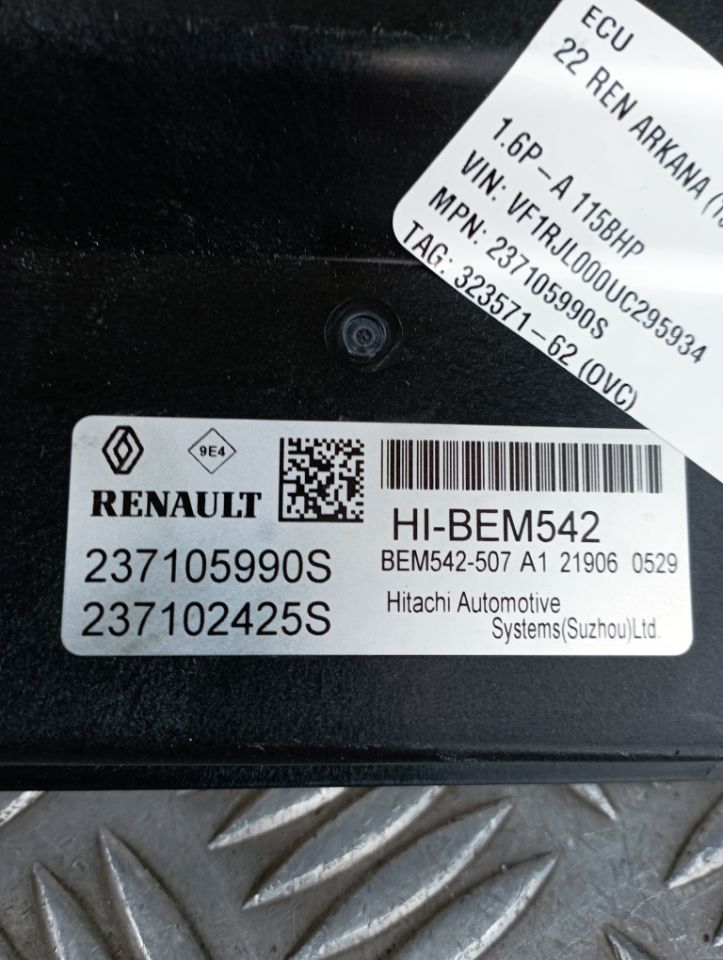 ECU
22 REN ARKANA
1.6P-A 115BHP
VIN: VF1RJL000UC295934
MPN: 237105990S
TAG: 323571-62 (OVC)
9E4
RENAULT
HI-BEM542
237105990S
BEM542-507 A1 21906 0529
237102425S
Hitachi Automotive
Systems(Suzhou)Ltd.